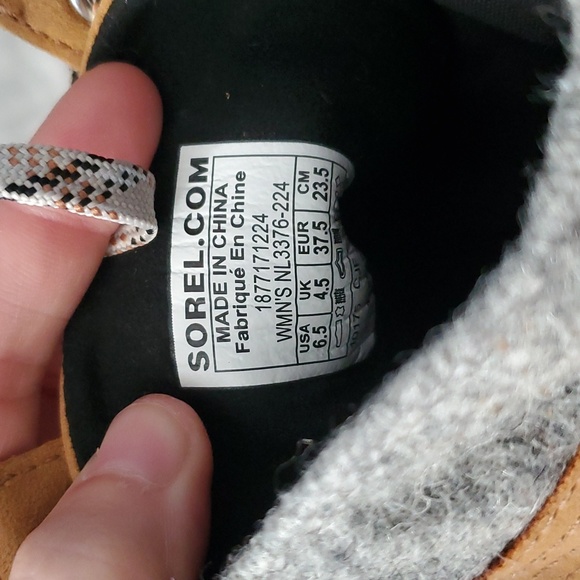 SOREL.COM
MADE IN CHINA
Fabriqué En Chine
1877171224
WMN'S NL3376-224
USA UK EUR CM
6.5 4.5 37.5 23.5